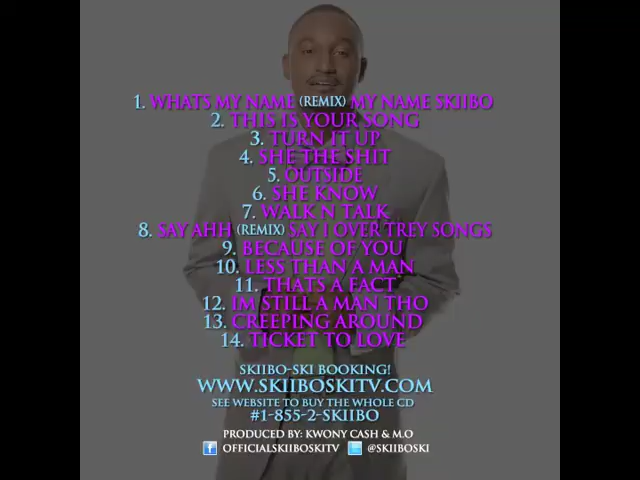 1. WHATS MY NAME (REMIX) MY NAME SKIIBO
2. THIS IS YOUR SONG
3. TURN IT UP
4. SHE THE SHIT
5. OUTSIDE
6. SHE KNOW
7. WALK N TALK
8. SAY AHH (REMIX) SAY I OVER TREY SONGS
9. BECAUSE OF YOU
10. LESS THAN A MAN
11. THATS A FACT
12. IM STILL A MAN THO
13. CREEPING AROUND
14. TICKET TO LOVE
SKIIBO-SKI BOOKING!
WWW.SKIIBOSKITV.COM
SEE WEBSITE TO BUY THE WHOLE CD
#1-855-2-SKIIBO
PRODUCED BY: KWONY CASH & M.O
OFFICIALSKIIBOSKITV @SKIIBOSKI